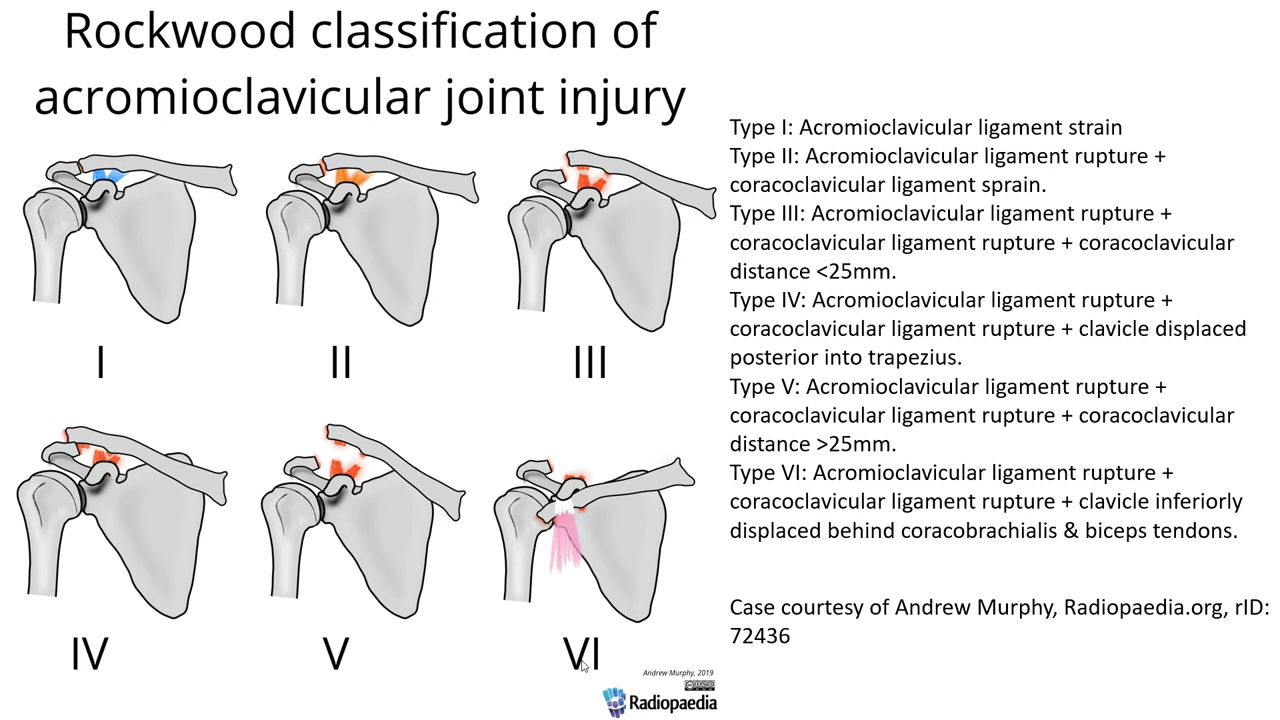 Rockwood classification of
acromioclavicular joint injury
I
II
III
IV
V
VI
Type I: Acromioclavicular ligament strain
Type II: Acromioclavicular ligament rupture +
coracoclavicular ligament sprain.
Type III: Acromioclavicular ligament rupture +
coracoclavicular ligament rupture + coracoclavicular
distance <25mm.
Type IV: Acromioclavicular ligament rupture +
coracoclavicular ligament rupture + clavicle displaced
posterior into trapezius.
Type V: Acromioclavicular ligament rupture +
coracoclavicular ligament rupture + coracoclavicular
distance >25mm.
Type VI: Acromioclavicular ligament rupture +
coracoclavicular ligament rupture + clavicle inferiorly
displaced behind coracobrachialis & biceps tendons.
Case courtesy of Andrew Murphy, Radiopaedia.org, rID:
72436
Andrew Murphy, 2019
Radiopaedia